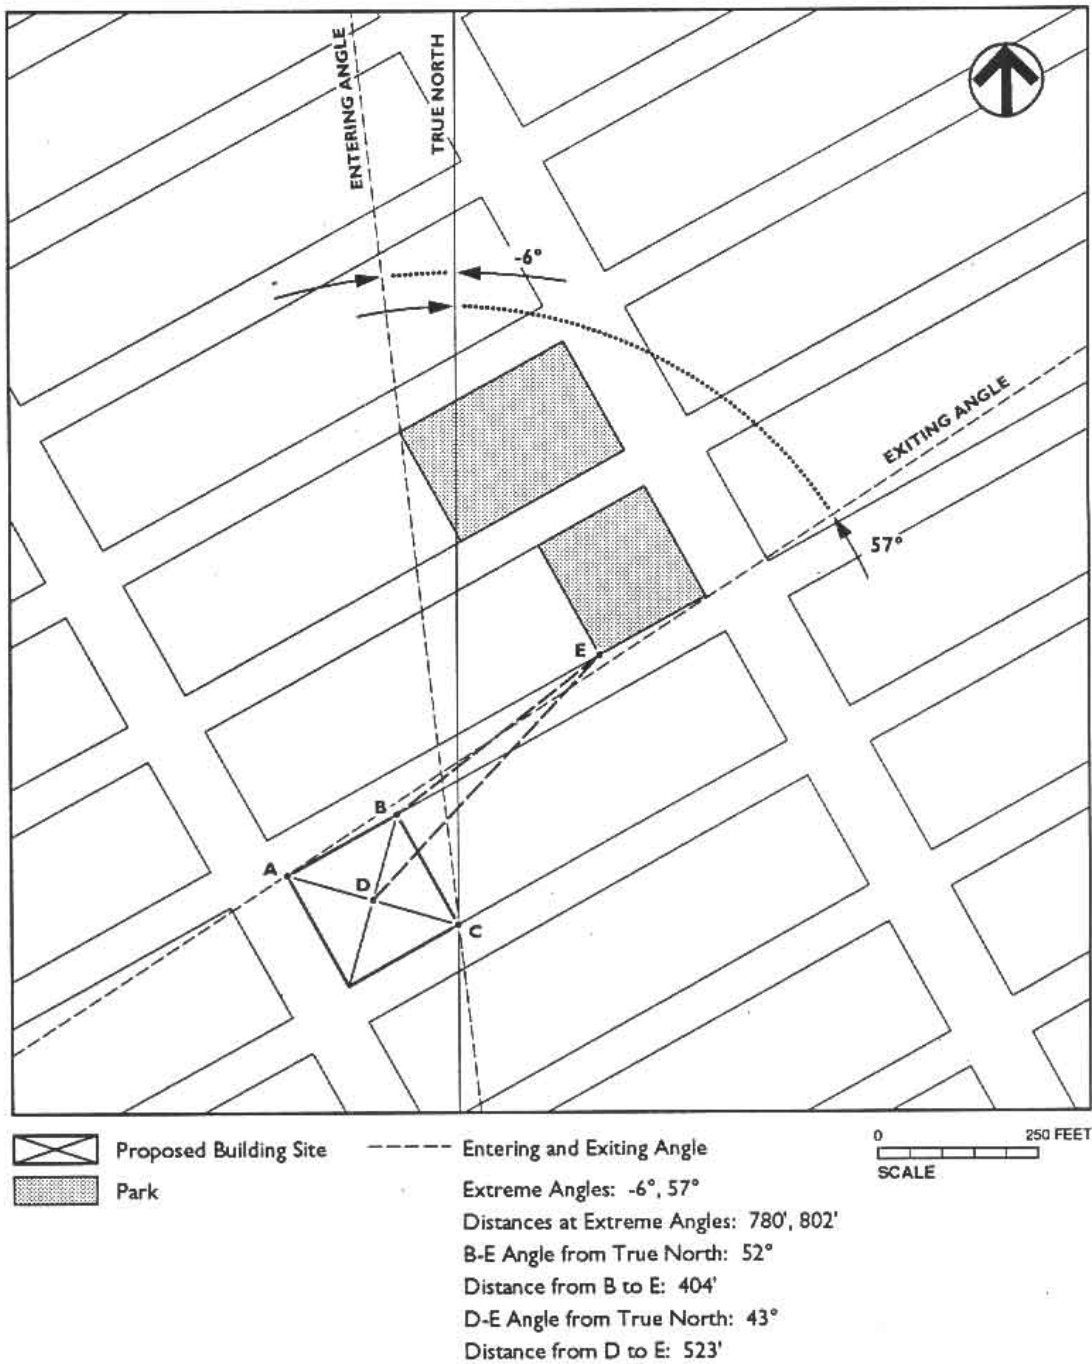 ENTERING ANGLE
TRUE NORTH
-6°
EXITING ANGLE
57°
E
B
A
D
C
Proposed Building Site
Park
Entering and Exiting Angle
Extreme Angles: -6°, 57°
Distances at Extreme Angles: 780', 802'
B-E Angle from True North: 52°
Distance from B to E: 404'
D-E Angle from True North: 43°
Distance from D to E: 523'
0 250 FEET
SCALE